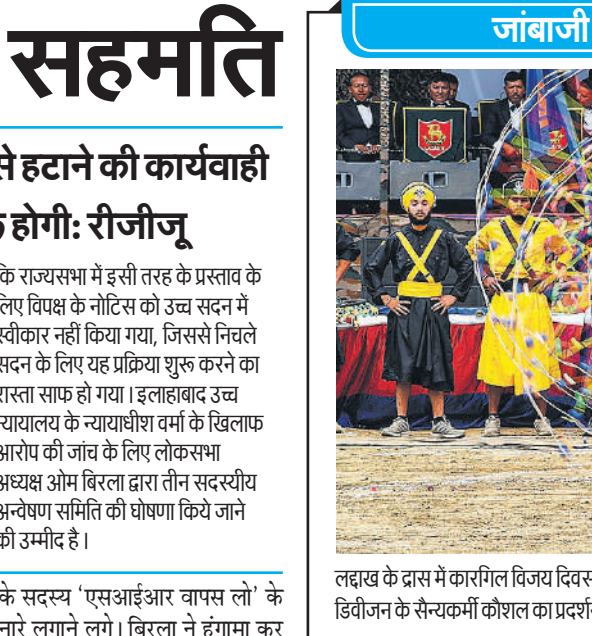 सहमति
से हटाने की कार्यवाही
होगी: रीजीजू
कि राज्यसभा में इसी तरह के प्रस्ताव के
लिए विपक्ष के नोटिस को उच्च सदन में
स्वीकार नहीं किया गया, जिससे निचले
सदन के लिए यह प्रक्रिया शुरू करने का
रास्ता साफ हो गया। इलाहाबाद उच्च
न्यायालय के न्यायाधीश वर्मा के खिलाफ
आरोप की जांच के लिए लोकसभा
अध्यक्ष ओम बिरला द्वारा तीन सदस्यीय
अन्वेषण समिति की घोषणा किये जाने
की उम्मीद है।
के सदस्य ‘एसआईआर वापस लो’ के
नारे लगाने लगे। बिरला ने हंगामा कर
जांबाजी
लद्दाख के द्रास में कारगिल विजय दिवस
डिवीजन के सैन्यकर्मी कौशल का प्रदर्शन